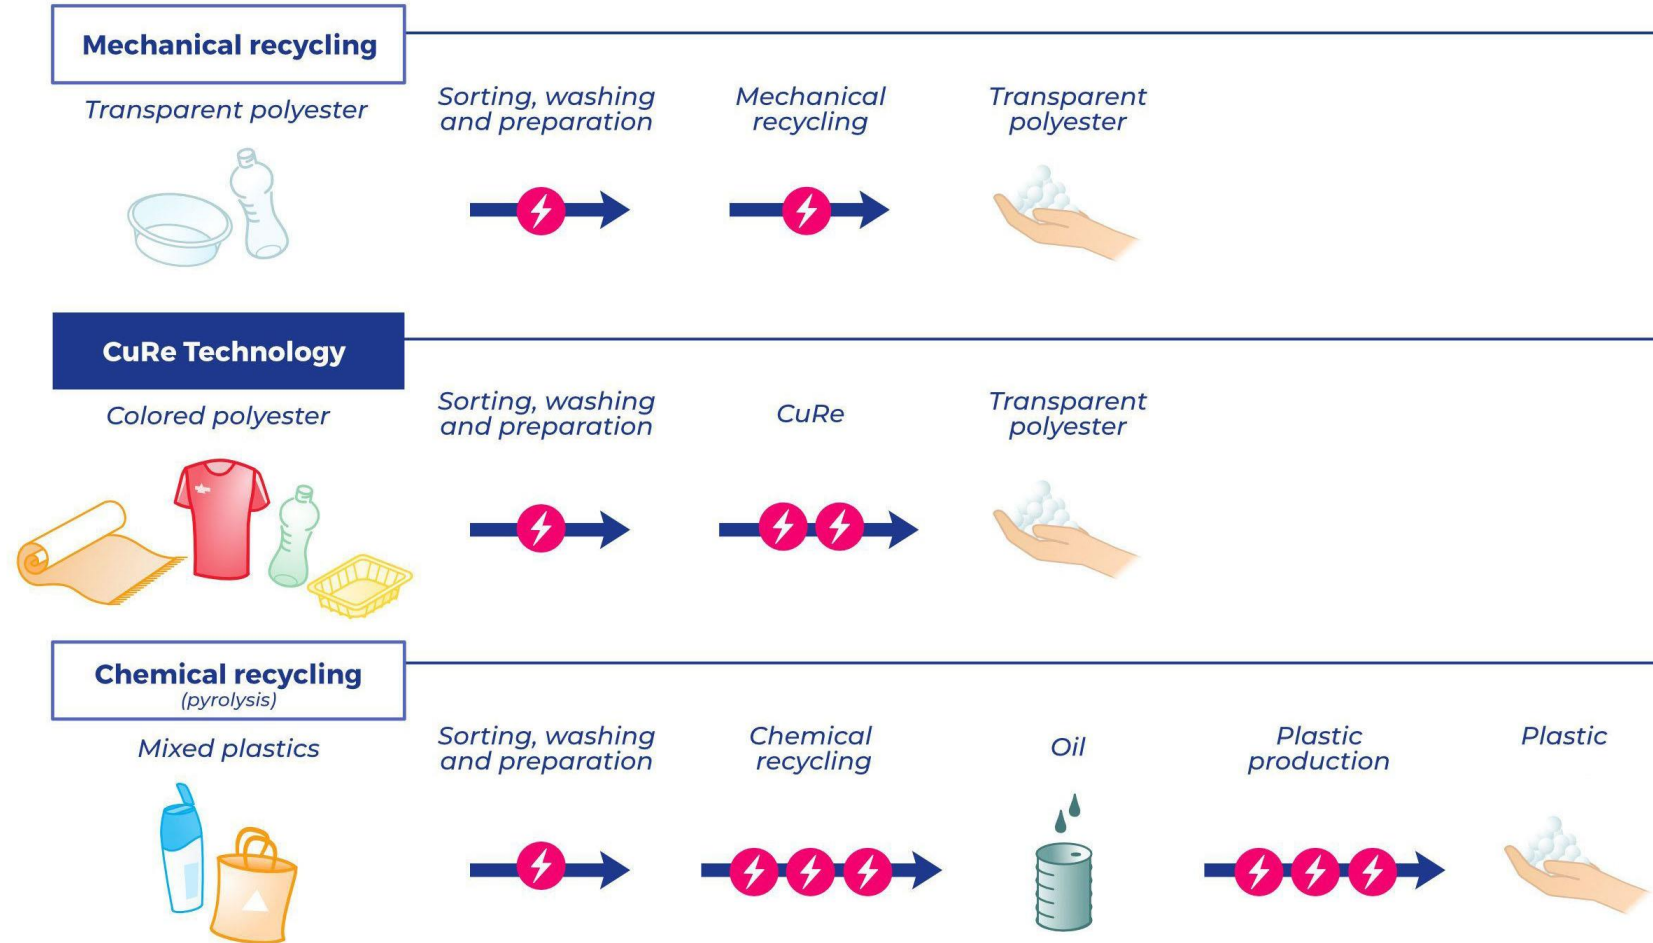 Mechanical recycling
Transparent polyester
Sorting, washing
and preparation
Mechanical
recycling
Transparent
polyester
CuRe Technology
Colored polyester
Sorting, washing
and preparation
CuRe
Transparent
polyester
Chemical recycling
(pyrolysis)
Mixed plastics
Sorting, washing
and preparation
Chemical
recycling
Oil
Plastic
production
Plastic